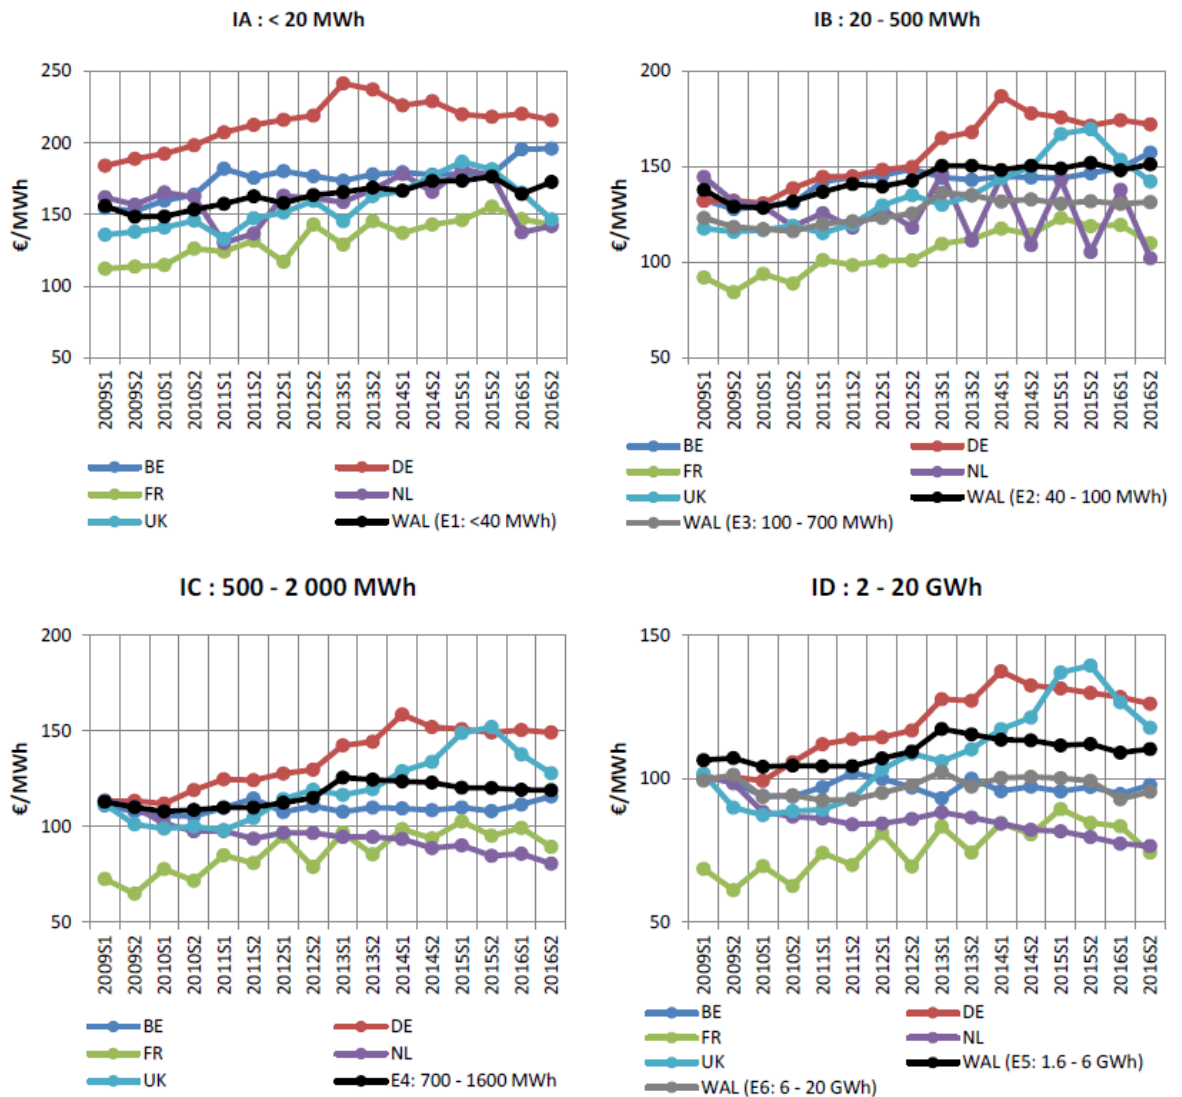 IA : < 20 MWh
€/MWh
250
200
150
100
50
2009S1 2009S2 2010S1 2010S2 2011S1 2011S2 2012S1 2012S2 2013S1 2013S2 2014S1 2014S2 2015S1 2015S2 2016S1 2016S2
BE DE
FR NL
UK WAL (E1: <40 MWh)
IB : 20 - 500 MWh
€/MWh
200
150
100
50
2009S1 2009S2 2010S1 2010S2 2011S1 2011S2 2012S1 2012S2 2013S1 2013S2 2014S1 2014S2 2015S1 2015S2 2016S1 2016S2
BE DE
FR NL
UK WAL (E2: 40 - 100 MWh)
WAL (E3: 100 - 700 MWh)
IC : 500 - 2 000 MWh
€/MWh
200
150
100
50
2009S1 2009S2 2010S1 2010S2 2011S1 2011S2 2012S1 2012S2 2013S1 2013S2 2014S1 2014S2 2015S1 2015S2 2016S1 2016S2
BE DE
FR NL
UK E4: 700 - 1600 MWh
ID : 2 - 20 GWh
€/MWh
150
100
50
2009S1 2009S2 2010S1 2010S2 2011S1 2011S2 2012S1 2012S2 2013S1 2013S2 2014S1 2014S2 2015S1 2015S2 2016S1 2016S2
BE DE
FR NL
UK WAL (E5: 1.6 - 6 GWh)
WAL (E6: 6 - 20 GWh)